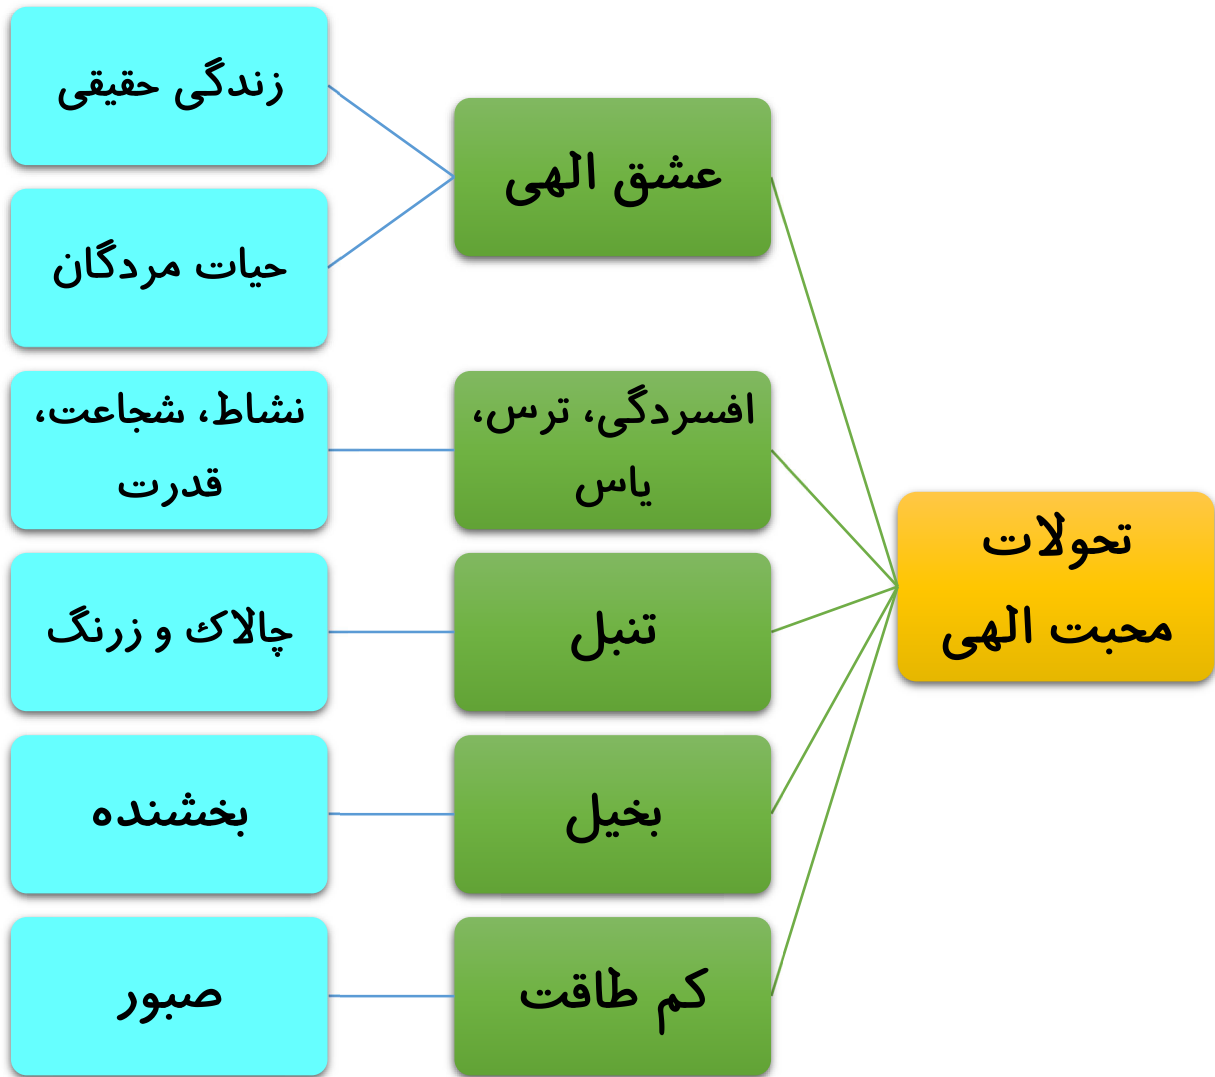 تحولات
محبت الهی
عشق الهی
زندگی حقیقی
حیات مردگان
افسردگی، ترس،
یاس
نشاط، شجاعت،
قدرت
تنبل
چالاک و زرنگ
بخیل
بخشنده
کم طاقت
صبور